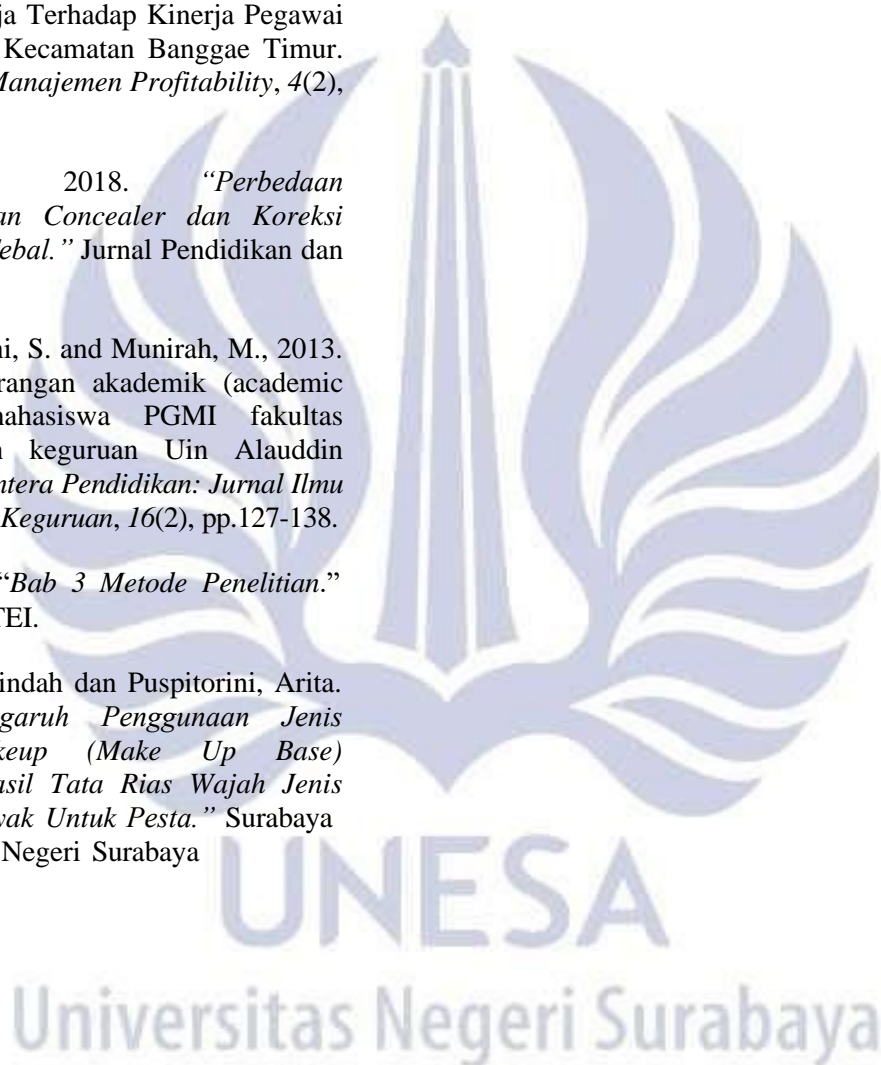 ja Terhadap Kinerja Pegawai
Kecamatan Banggae Timur.
Manajemen Profitability, 4(2),
2018. “Perbedaan
an Concealer dan Koreksi
Tebal.” Jurnal Pendidikan dan
ni, S. and Munirah, M., 2013.
rangan akademik (academic
mahasiswa PGMI fakultas
n keguruan Uin Alauddin
ntera Pendidikan: Jurnal Ilmu
Keguruan, 16(2), pp.127-138.
“Bab 3 Metode Penelitian.”
TEI.
indah dan Puspitorini, Arita.
garuh Penggunaan Jenis
keup (Make Up Base)
asil Tata Rias Wajah Jenis
yak Untuk Pesta.” Surabaya
Negeri Surabaya
UNESA
Universitas Negeri Surabaya